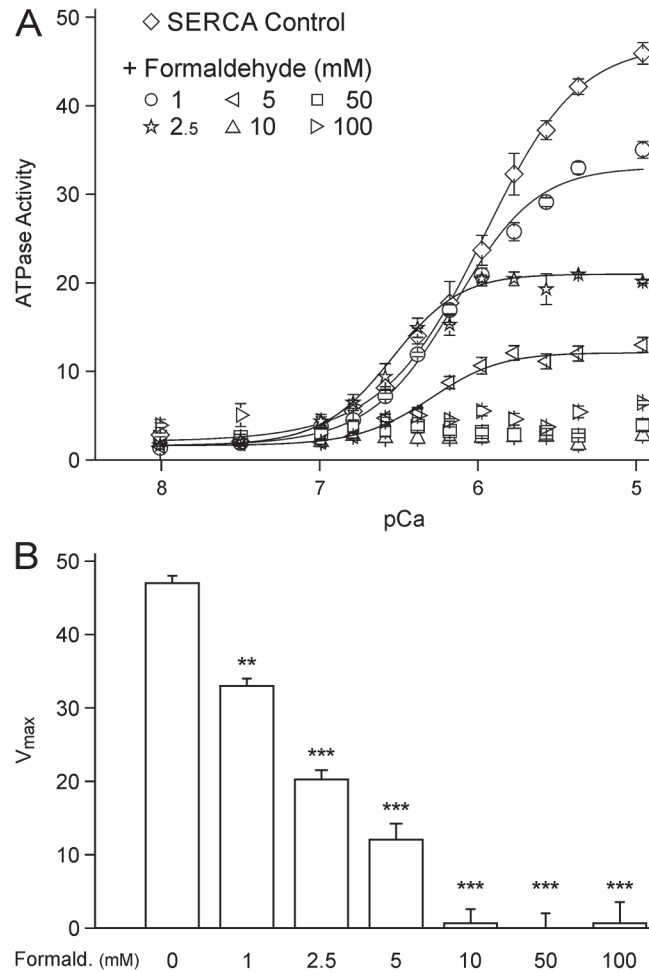 A
SERCA Control
+ Formaldehyde (mM)
1 5 50
2.5 10 100
ATPase Activity
50
40
30
20
10
0
8 7 6 5
pCa
B
Vmax
50
40
30
20
10
0
**
***
***
***
***
***
Formald. (mM) 0 1 2.5 5 10 50 100